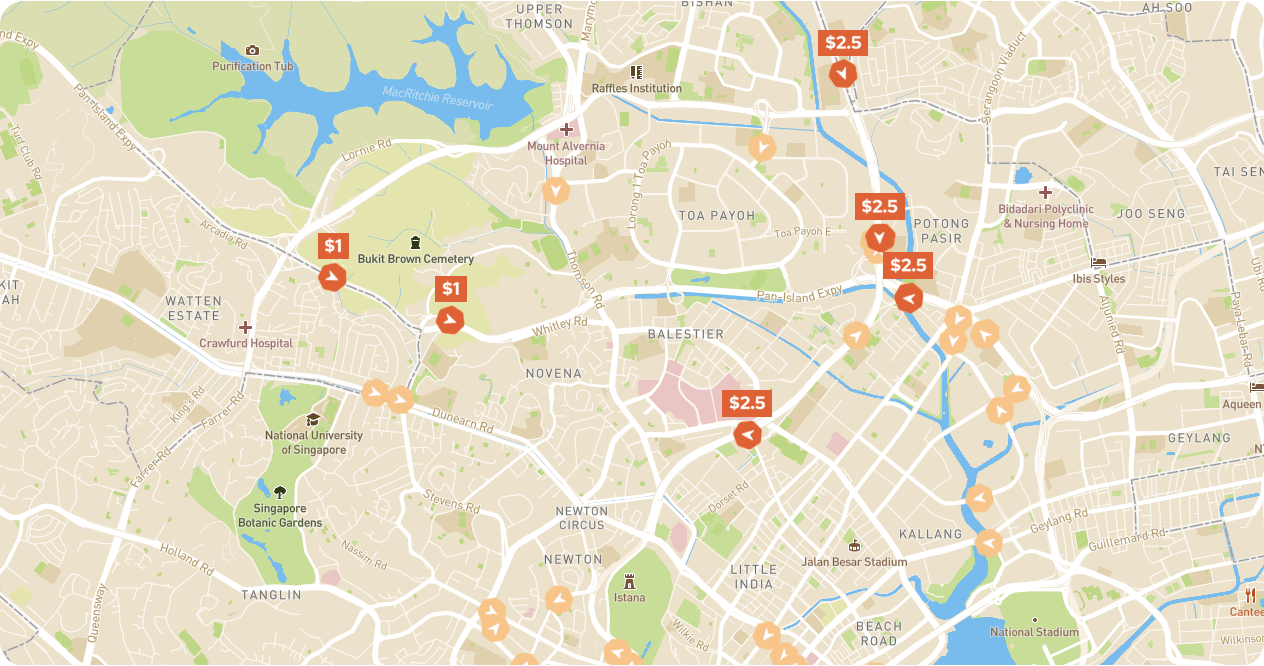 UPPER
THOMSON
BISHAN
AH SOO
$2.5
Purification Tub
Raffles Institution
MacRitchie Reservoir
Serangoon Viaduct
Pan-Island Expy
Turf Club Rd
Lornie Rd
Mount Alvernia
Hospital
Lorong 1 Toa Payoh
TOA PAYOH
Toa Payoh E
$2.5
POTONG
PASIR
Bidadari Polyclinic
& Nursing Home
JOO SENG
Arcadia Rd
$1
Bukit Brown Cemetery
$1
Thomson Rd
$2.5
Ibis Styles
WATTEN
ESTATE
Crawfurd Hospital
Whitley Rd
Pan-Island Expy
BALESTIER
Aljunied Rd
Paya Lebar Rd
NOVENA
King's Rd
Farrer Rd
Dunearn Rd
$2.5
Aqueen
National University
of Singapore
GEYLANG
Farrer Rd
Singapore
Botanic Gardens
Stevens Rd
Dorset Rd
NEWTON
CIRCUS
KALLANG
Geylang Rd
Guillemard Rd
Holland Rd
Nassim Rd
NEWTON
LITTLE
INDIA
Jalan Besar Stadium
Queensway
TANGLIN
Istana
Wilkie Rd
BEACH
ROAD
National Stadium